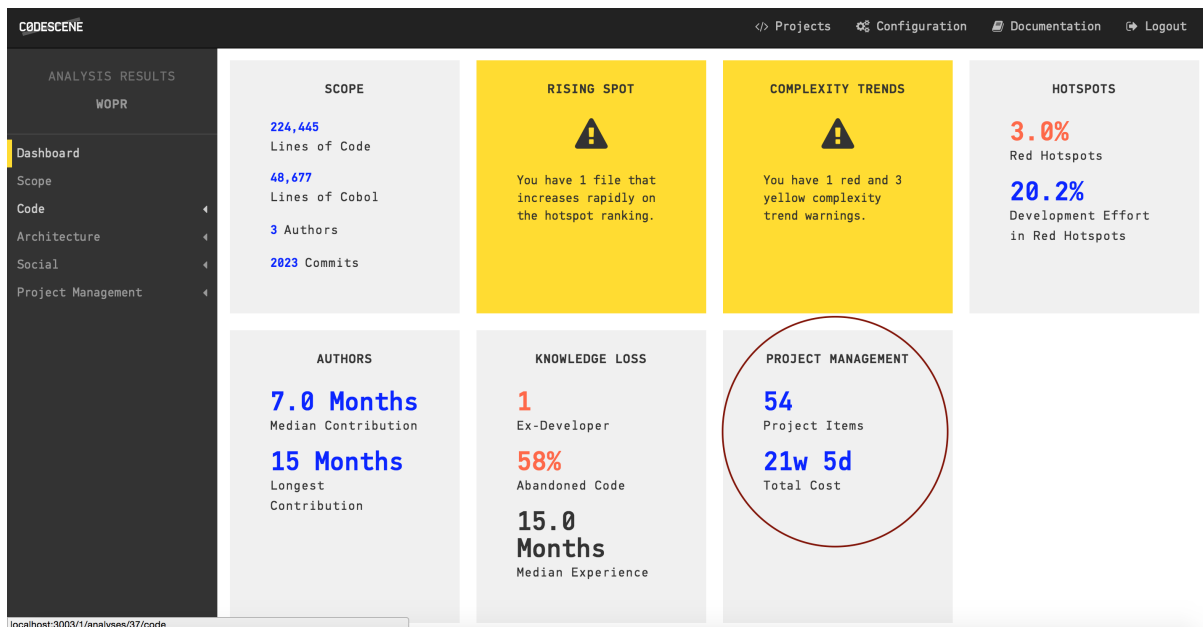 CØDESCENE
Projects
Configuration
Documentation
Logout
ANALYSIS RESULTS
WOPR
Dashboard
Scope
Code
Architecture
Social
Project Management
SCOPE
224,445
Lines of Code
48,677
Lines of Cobol
3 Authors
2023 Commits
RISING SPOT
You have 1 file that
increases rapidly on
the hotspot ranking.
COMPLEXITY TRENDS
You have 1 red and 3
yellow complexity
trend warnings.
HOTSPOTS
3.0%
Red Hotspots
20.2%
Development Effort
in Red Hotspots
AUTHORS
7.0 Months
Median Contribution
15 Months
Longest
Contribution
KNOWLEDGE LOSS
1
Ex-Developer
58%
Abandoned Code
15.0
Months
Median Experience
PROJECT MANAGEMENT
54
Project Items
21w 5d
Total Cost
localhost:3003/1/analyses/37/code